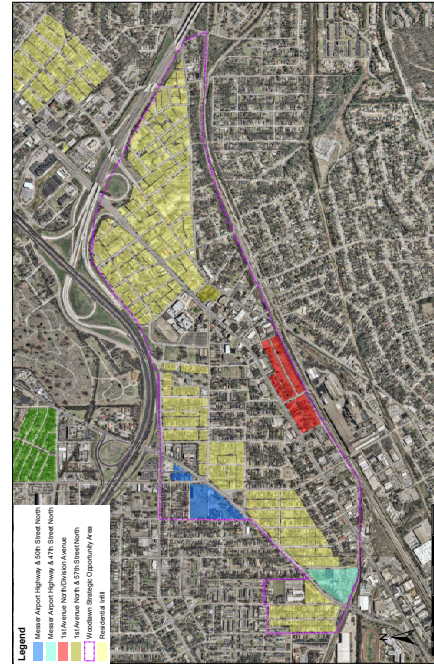 Legend
Messer Airport Highway & 50th Street North
Messer Airport Highway & 47th Street North
1st Avenue North/Division Avenue
1st Avenue North & 57th Street North
Woodlawn Strategic Opportunity Area
Residential Infill